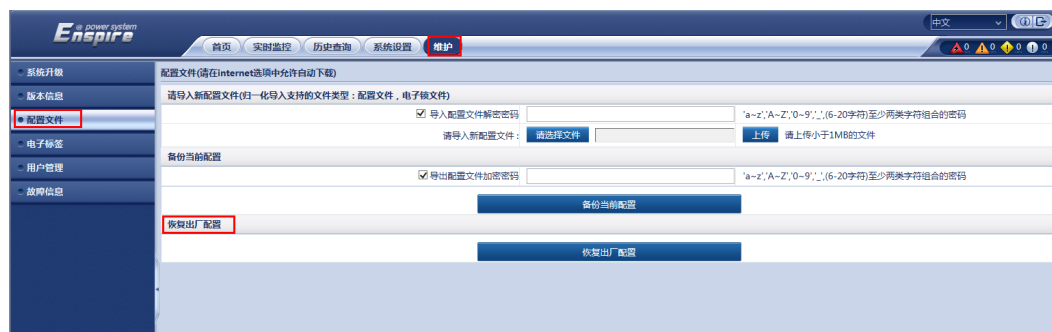 e power system
Enspire
中文
首页 实时监控 历史查询 系统设置 维护
0 0 0 0
系统升级
版本信息
配置文件
电子标签
用户管理
故障信息
配置文件(请在internet选项中允许自动下载)
请导入新配置文件(归一化导入支持的文件类型：配置文件，电子锁文件)
导入配置文件解密密码 'a~z','A~Z','0~9','_',(6-20字符)至少两类字符组合的密码
请导入新配置文件： 请选择文件 上传 请上传小于1MB的文件
备份当前配置
导出配置文件加密密码 'a~z','A~Z','0~9','_',(6-20字符)至少两类字符组合的密码
备份当前配置
恢复出厂配置
恢复出厂配置